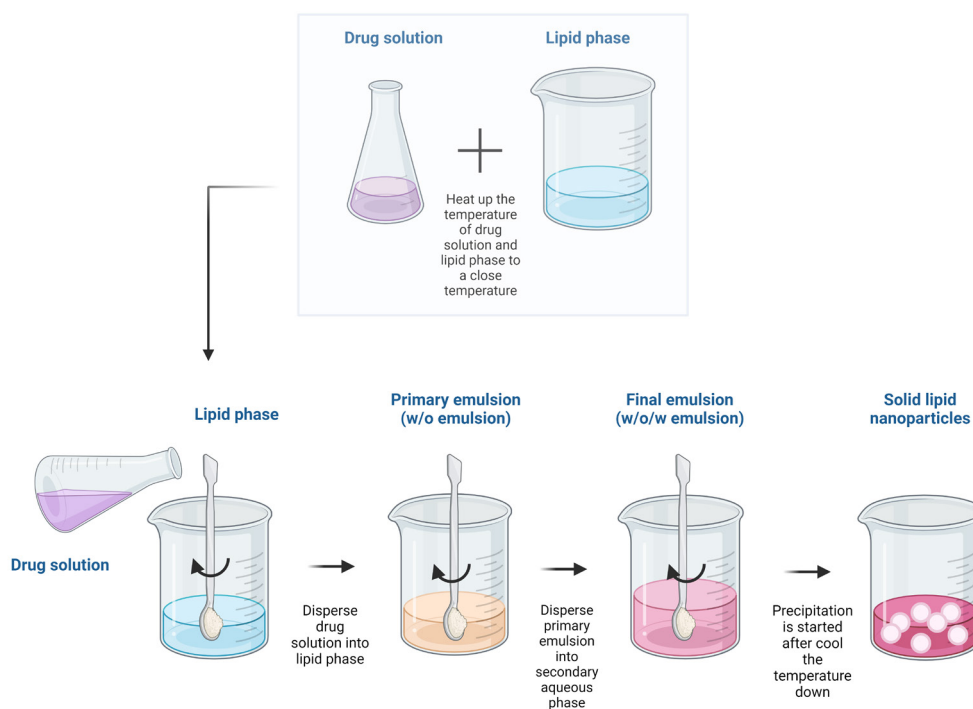 Drug solution
Lipid phase
Heat up the
temperature
of drug
solution and
lipid phase to
a close
temperature
Lipid phase
Primary emulsion
(w/o emulsion)
Final emulsion
(w/o/w emulsion)
Solid lipid
nanoparticles
Drug solution
Disperse
drug
solution into
lipid phase
Disperse
primary
emulsion
into
secondary
aqueous
phase
Precipitation
is started
after cool
the
temperature
down